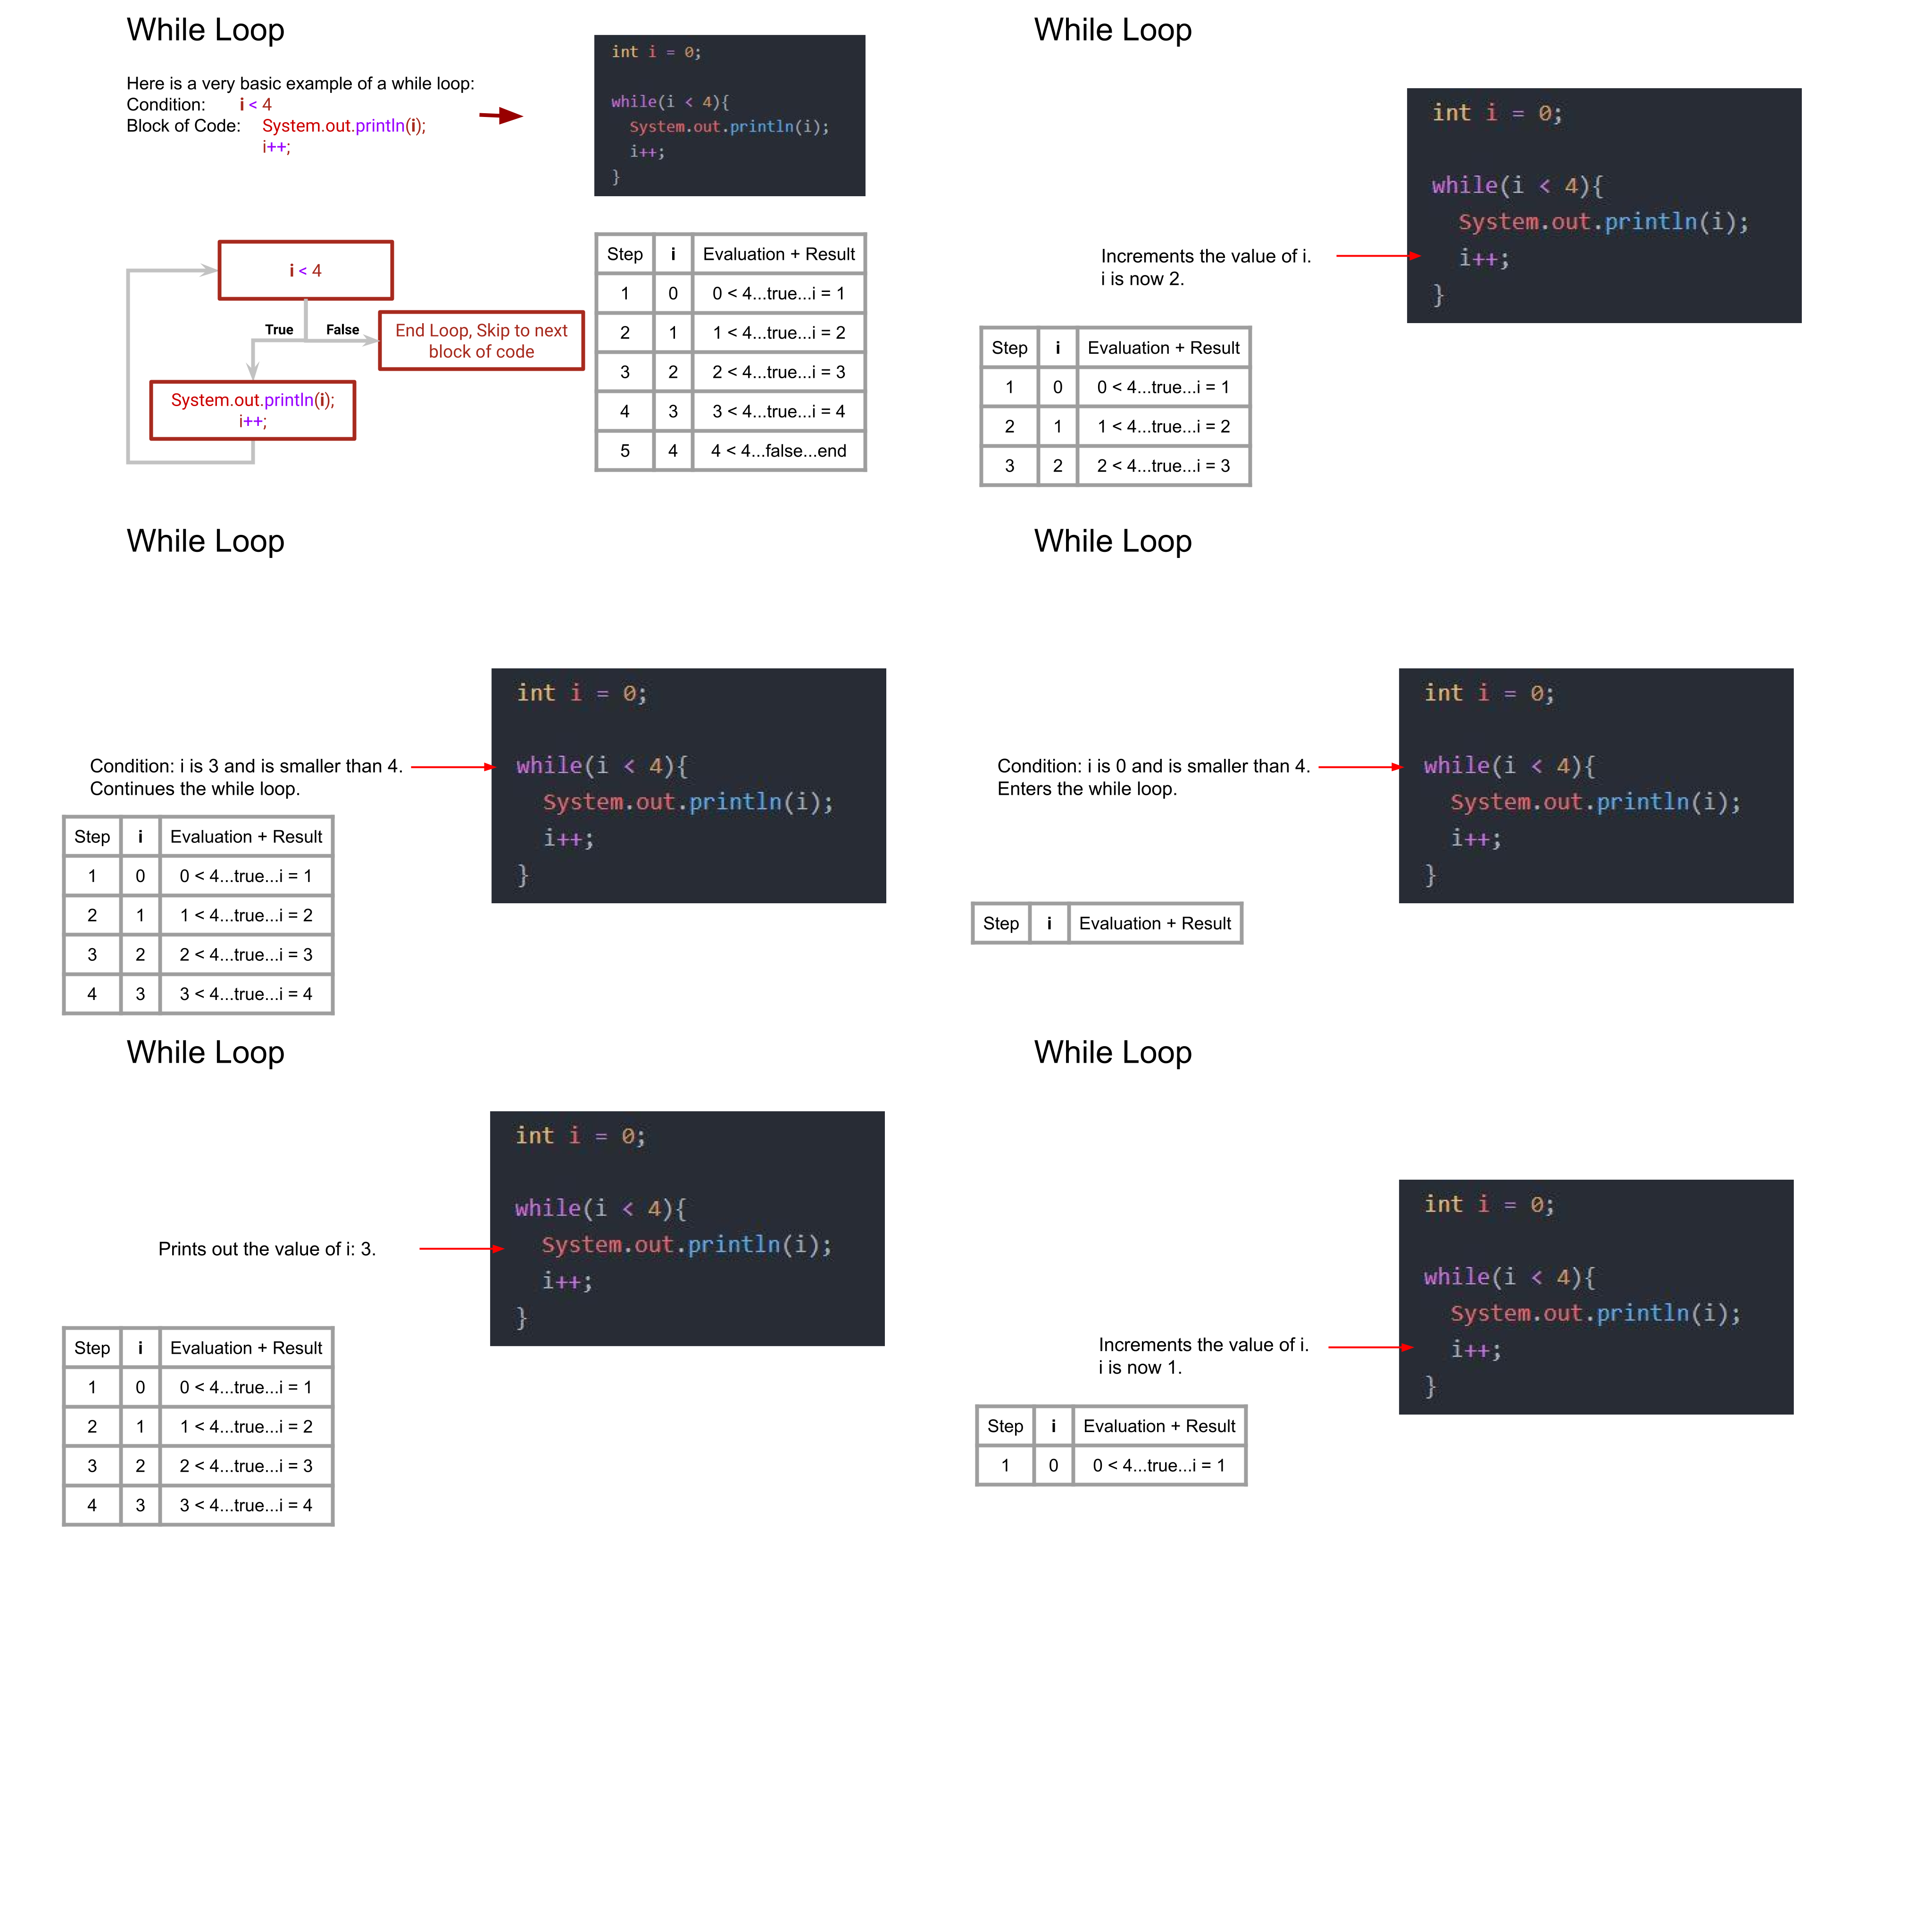 While Loop
Here is a very basic example of a while loop:
Condition: i < 4
Block of Code: System.out.println(i);
i++;
int i = 0;
while(i < 4){
System.out.println(i);
i++;
}
i < 4
True False
End Loop, Skip to next
block of code
System.out.println(i);
i++;
Step i Evaluation + Result
1 0 0 < 4...true...i = 1
2 1 1 < 4...true...i = 2
3 2 2 < 4...true...i = 3
4 3 3 < 4...true...i = 4
5 4 4 < 4...false...end
While Loop
int i = 0;
while(i < 4){
System.out.println(i);
i++;
}
Increments the value of i.
i is now 2.
Step i Evaluation + Result
1 0 0 < 4...true...i = 1
2 1 1 < 4...true...i = 2
3 2 2 < 4...true...i = 3
While Loop
int i = 0;
while(i < 4){
System.out.println(i);
i++;
}
Condition: i is 3 and is smaller than 4.
Continues the while loop.
Step i Evaluation + Result
1 0 0 < 4...true...i = 1
2 1 1 < 4...true...i = 2
3 2 2 < 4...true...i = 3
4 3 3 < 4...true...i = 4
While Loop
int i = 0;
while(i < 4){
System.out.println(i);
i++;
}
Condition: i is 0 and is smaller than 4.
Enters the while loop.
Step i Evaluation + Result
While Loop
int i = 0;
while(i < 4){
System.out.println(i);
i++;
}
Prints out the value of i: 3.
Step i Evaluation + Result
1 0 0 < 4...true...i = 1
2 1 1 < 4...true...i = 2
3 2 2 < 4...true...i = 3
4 3 3 < 4...true...i = 4
While Loop
int i = 0;
while(i < 4){
System.out.println(i);
i++;
}
Increments the value of i.
i is now 1.
Step i Evaluation + Result
1 0 0 < 4...true...i = 1